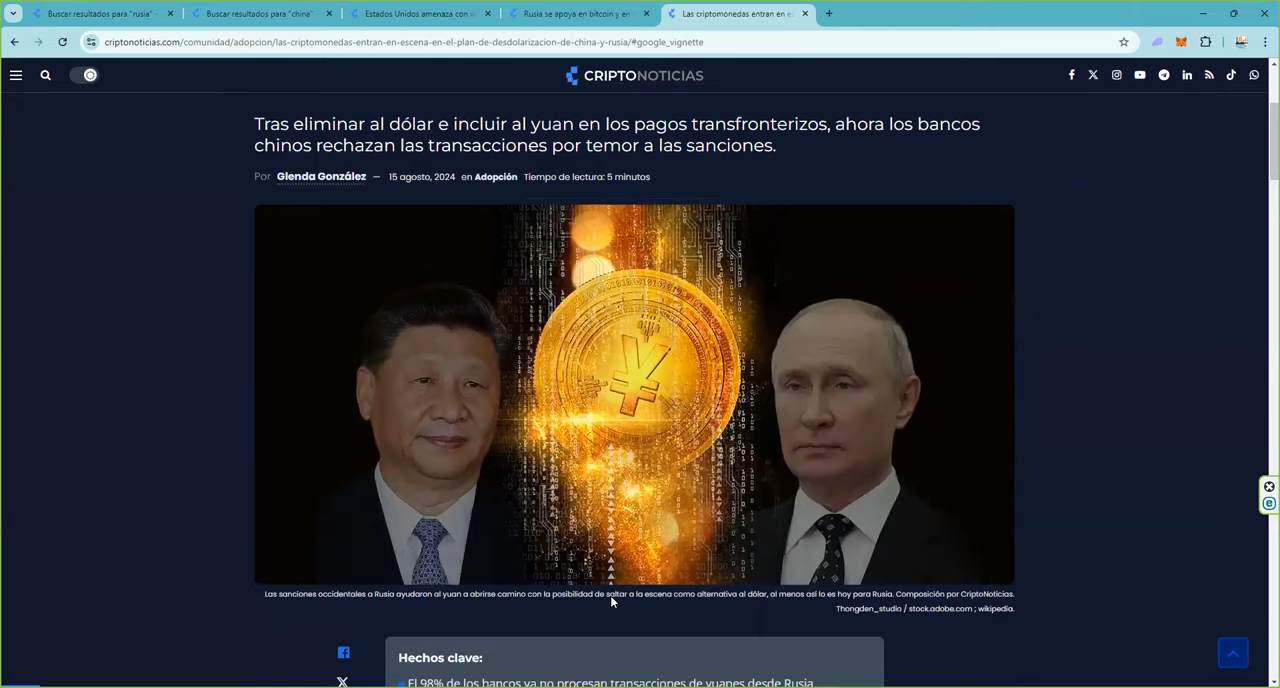 Buscar resultados para "rusia" -
Buscar resultados para "china"
Estados Unidos amenaza con
Rusia se apoya en bitcoin y en
Las criptomonedas entran en e
criptonoticias.com/comunidad/adopcion/las-criptomonedas-entran-en-escena-en-el-plan-de-desdolarizacion-de-china-y-rusia/#google_vignette
CRIPTONOTICIAS
Tras eliminar al dólar e incluir al yuan en los pagos transfronterizos, ahora los bancos
chinos rechazan las transacciones por temor a las sanciones.
Por Glenda González — 15 agosto, 2024 en Adopción Tiempo de lectura: 5 minutos
Las sanciones occidentales a Rusia ayudaron al yuan a abrirse camino con la posibilidad de saltar a la escena como alternativa al dólar, al menos así lo es hoy para Rusia. Composición por CriptoNoticias.
Thongden_studio / stock.adobe.com ; wikipedia.
Hechos clave:
El 98% de los bancos ya no procesan transacciones de yuanes desde Rusia.